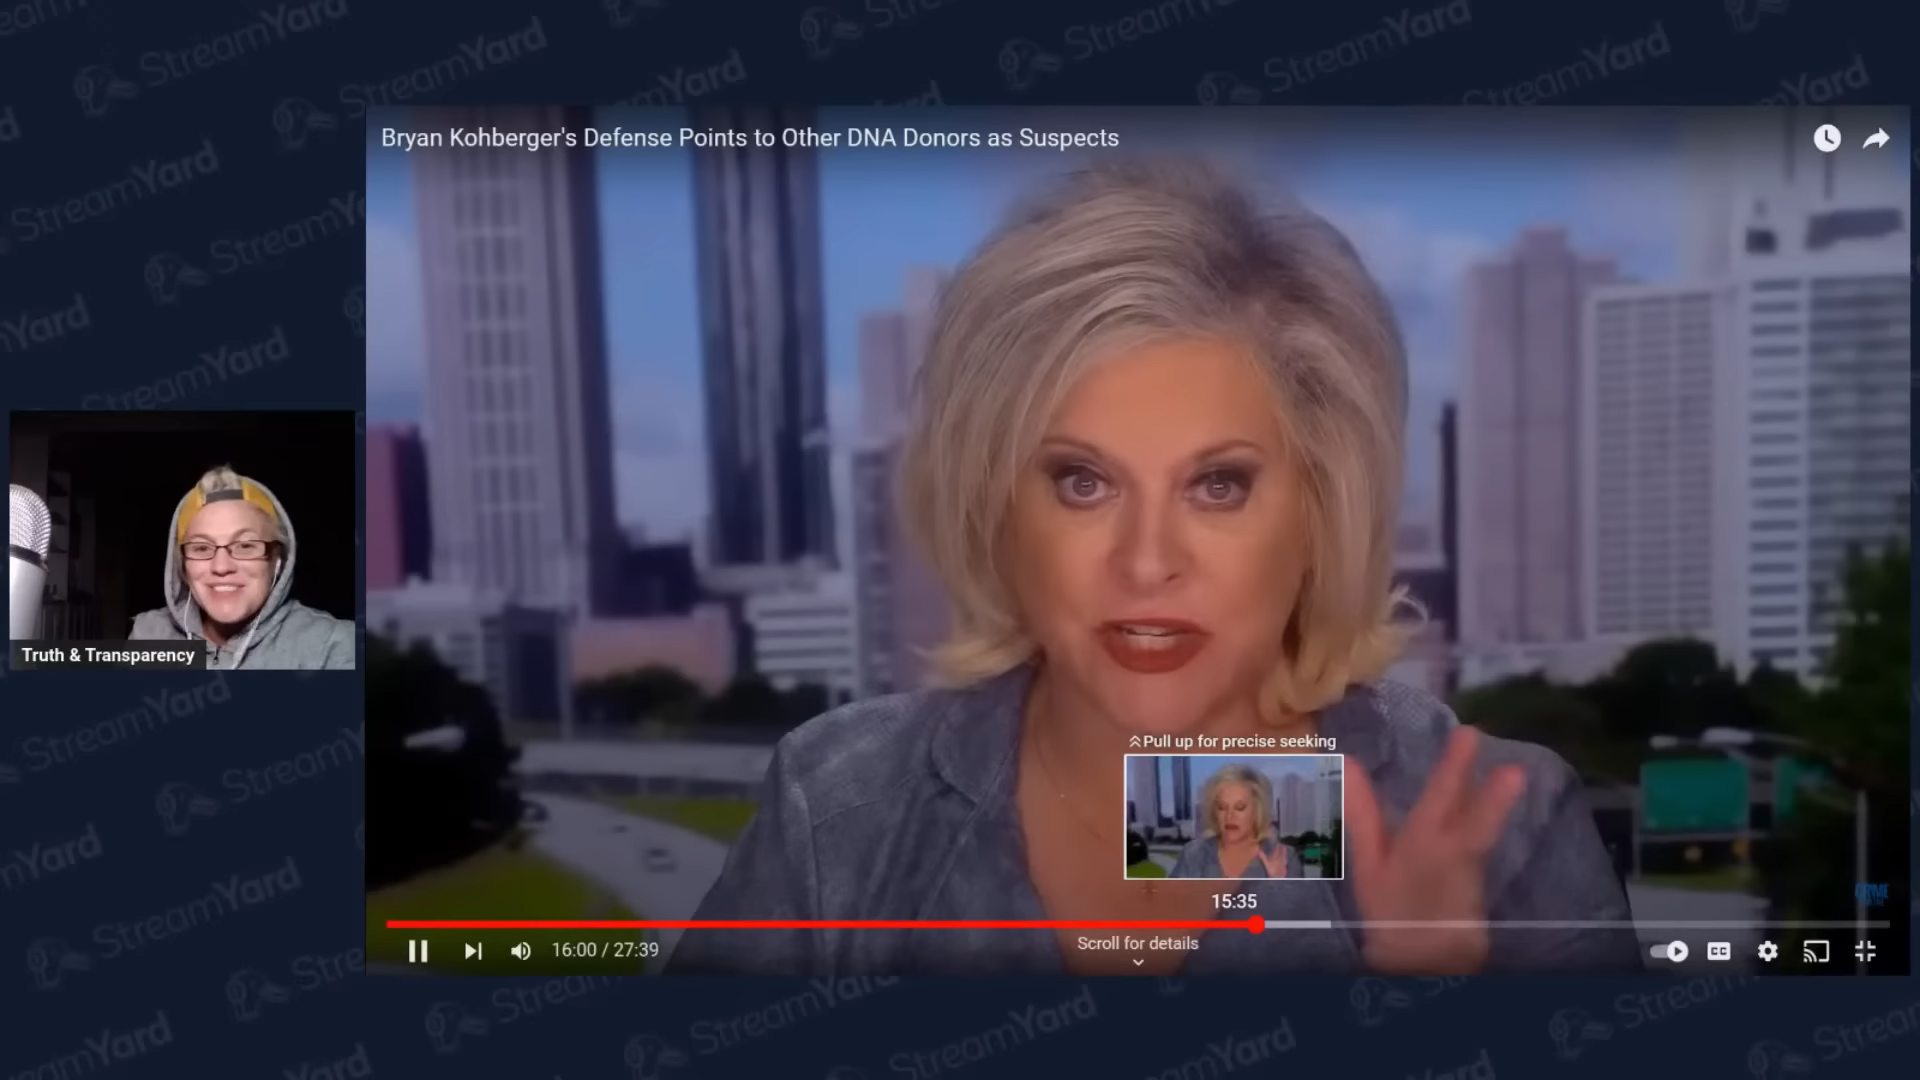 StreamYard
Bryan Kohberger's Defense Points to Other DNA Donors as Suspects
Truth & Transparency
Pull up for precise seeking
15:35
16:00 / 27:39
Scroll for details
CC